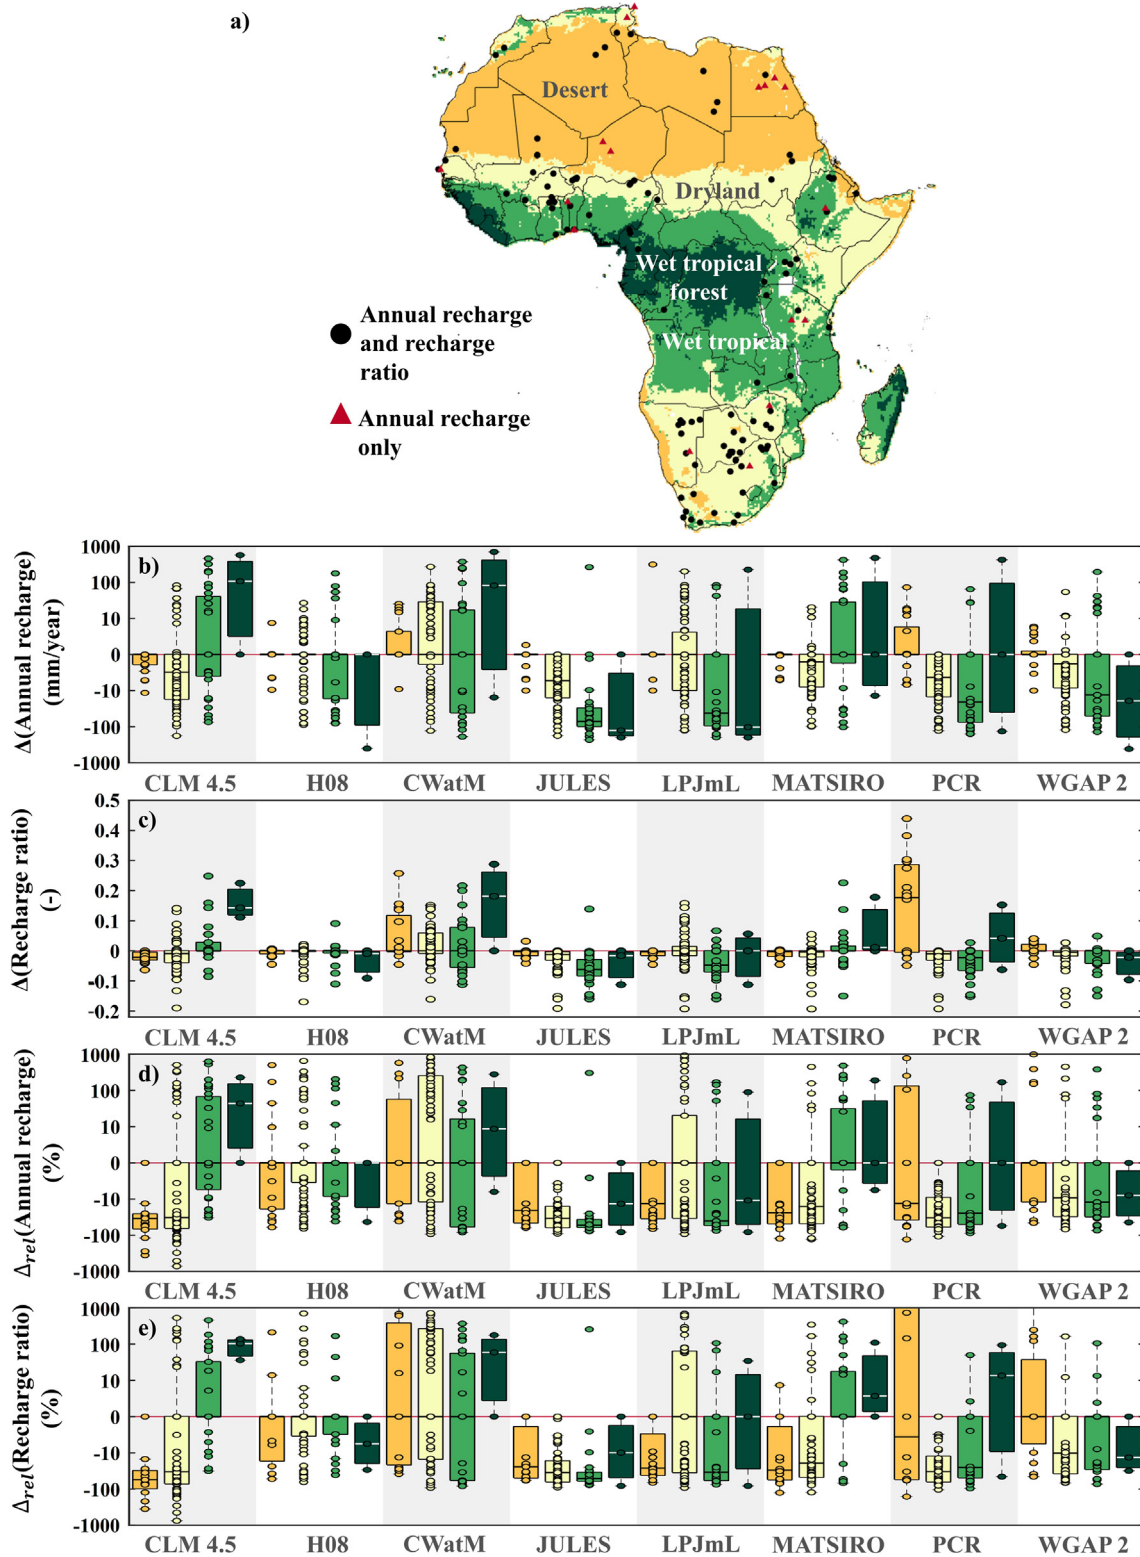 a)
Desert
Dryland
Wet tropical
forest
Wet tropical
Annual recharge
and recharge
ratio
Annual recharge
only
b)
Δ(Annual recharge)
(mm/year)
1000
100
10
0
-10
-100
-1000
CLM 4.5 H08 CWatM JULES LPJmL MATSIRO PCR WGAP 2
c)
Δ(Recharge ratio)
(-)
0.5
0.4
0.3
0.2
0.1
0
-0.1
-0.2
CLM 4.5 H08 CWatM JULES LPJmL MATSIRO PCR WGAP 2
d)
Δrel(Annual recharge)
(%)
1000
100
10
0
-10
-100
-1000
CLM 4.5 H08 CWatM JULES LPJmL MATSIRO PCR WGAP 2
e)
Δrel(Recharge ratio)
(%)
1000
100
10
0
-10
-100
-1000
CLM 4.5 H08 CWatM JULES LPJmL MATSIRO PCR WGAP 2